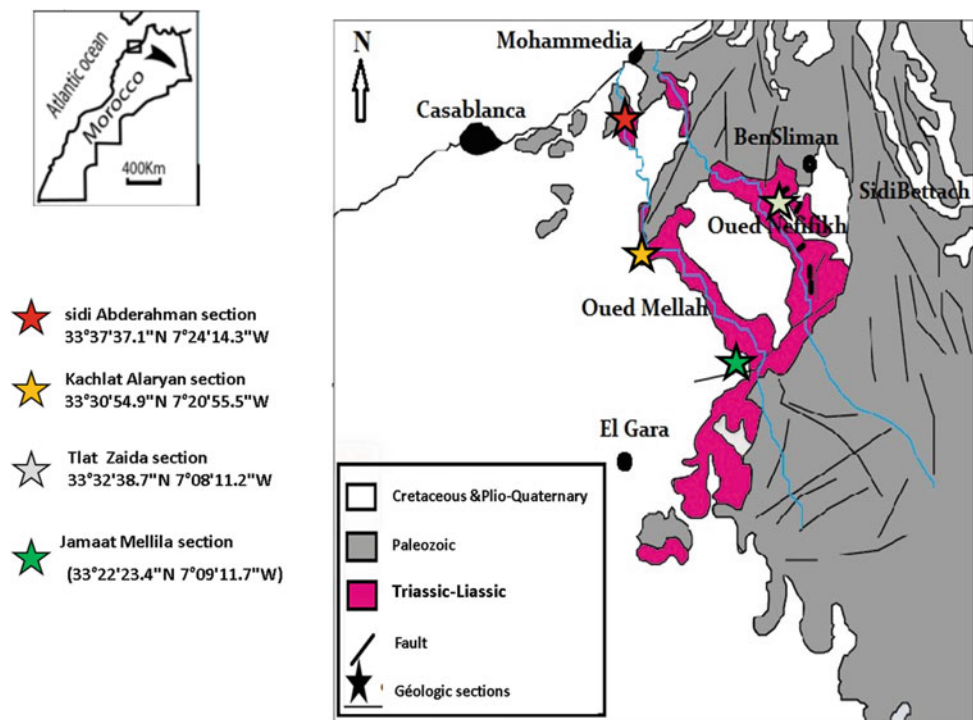 Atlantic ocean
Morocco
400Km
N
Mohammedia
Casablanca
BenSliman
SidiBettach
Oued Nefifikh
Oued Mellah
El Gara
sidi Abderahman section
33°37'37.1"N 7°24'14.3"W
Kachlat Alaryan section
33°30'54.9"N 7°20'55.5"W
Tlat Zaida section
33°32'38.7"N 7°08'11.2"W
Jamaat Mellila section
(33°22'23.4"N 7°09'11.7"W)
Cretaceous &Plio-Quaternary
Paleozoic
Triassic-Liassic
Fault
Géologic sections